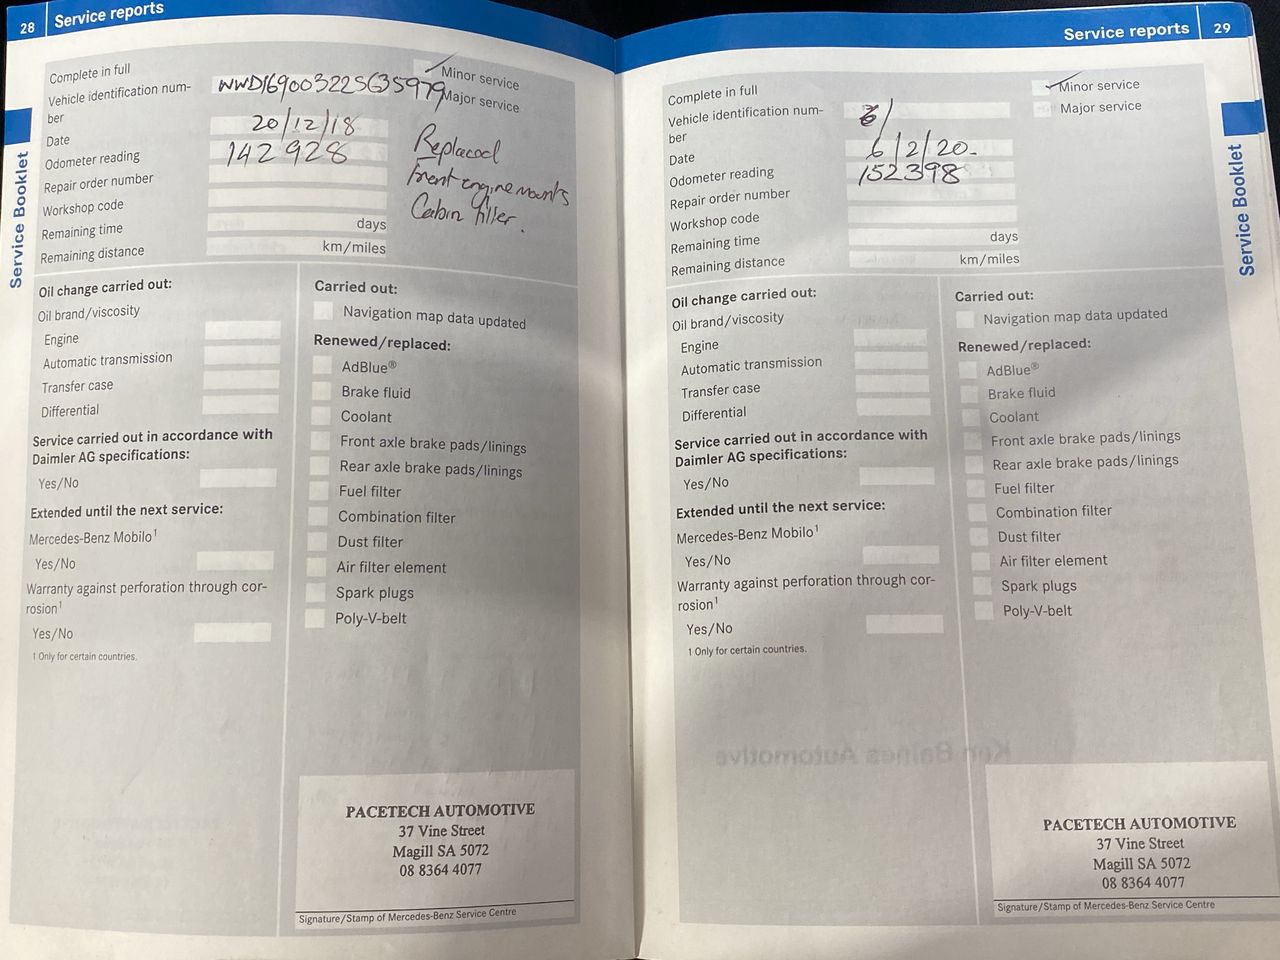 28 Service reports
Complete in full
Minor service
Vehicle identification num-
ber
WWD16900322S635979
Major service
Date
20/12/18
Odometer reading
142 928
Replaced
Front engine mounts
Cabin filter.
Repair order number
Workshop code
Remaining time
days
Remaining distance
km/miles
Oil change carried out:
Oil brand/viscosity
Engine
Automatic transmission
Transfer case
Differential
Service carried out in accordance with
Daimler AG specifications:
Yes/No
Extended until the next service:
Mercedes-Benz Mobilo1
Yes/No
Warranty against perforation through cor-
rosion1
Yes/No
1 Only for certain countries.
Carried out:
Navigation map data updated
Renewed/replaced:
AdBlue®
Brake fluid
Coolant
Front axle brake pads/linings
Rear axle brake pads/linings
Fuel filter
Combination filter
Dust filter
Air filter element
Spark plugs
Poly-V-belt
PACETECH AUTOMOTIVE
37 Vine Street
Magill SA 5072
08 8364 4077
Signature/Stamp of Mercedes-Benz Service Centre
Service Booklet
Service reports 29
Complete in full
Minor service
Vehicle identification num-
ber
Major service
Date
6/2/20-
Odometer reading
152398
Repair order number
Workshop code
Remaining time
days
Remaining distance
km/miles
Oil change carried out:
Oil brand/viscosity
Engine
Automatic transmission
Transfer case
Differential
Service carried out in accordance with
Daimler AG specifications:
Yes/No
Extended until the next service:
Mercedes-Benz Mobilo1
Yes/No
Warranty against perforation through cor-
rosion1
Yes/No
1 Only for certain countries.
Carried out:
Navigation map data updated
Renewed/replaced:
AdBlue®
Brake fluid
Coolant
Front axle brake pads/linings
Rear axle brake pads/linings
Fuel filter
Combination filter
Dust filter
Air filter element
Spark plugs
Poly-V-belt
Ken Baines Automotive
PACETECH AUTOMOTIVE
37 Vine Street
Magill SA 5072
08 8364 4077
Signature/Stamp of Mercedes-Benz Service Centre
Service Booklet